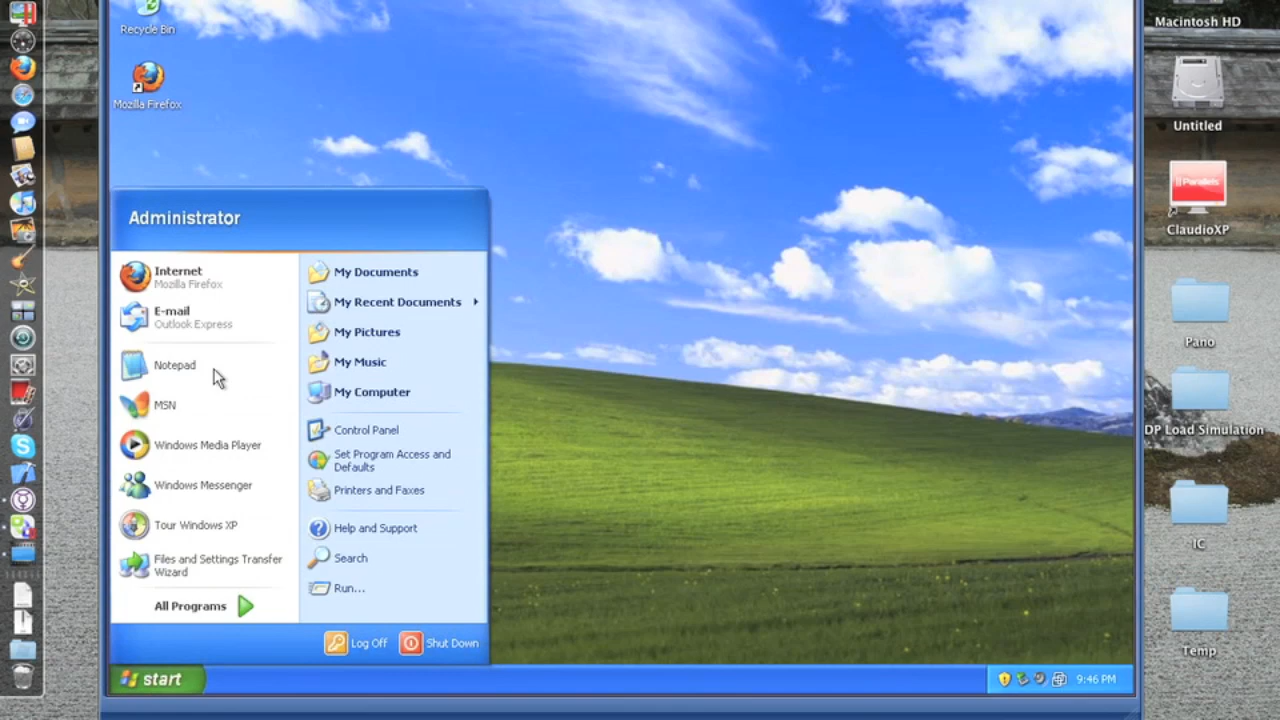 Recycle Bin
Mozilla Firefox
Administrator
Internet
Mozilla Firefox
E-mail
Outlook Express
Notepad
MSN
Windows Media Player
Windows Messenger
Tour Windows XP
Files and Settings Transfer
Wizard
All Programs
My Documents
My Recent Documents
My Pictures
My Music
My Computer
Control Panel
Set Program Access and
Defaults
Printers and Faxes
Help and Support
Search
Run...
Log Off
Shut Down
start
9:46 PM
Macintosh HD
Untitled
Parallels
ClaudioXP
Pano
DP Load Simulation
IC
Temp